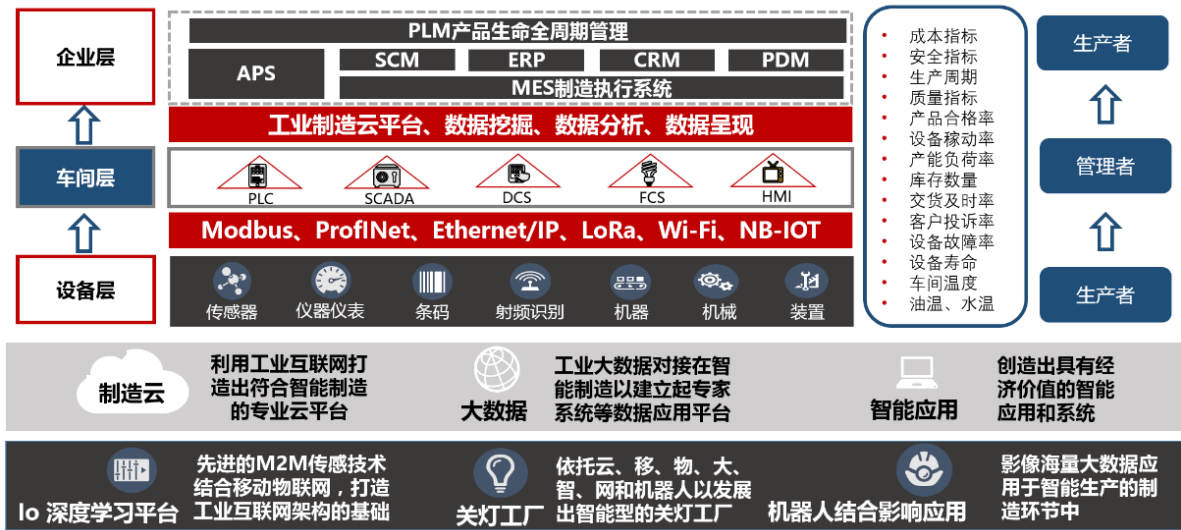 企业层
PLM产品生命全周期管理
APS
SCM
ERP
CRM
PDM
MES制造执行系统
工业制造云平台、数据挖掘、数据分析、数据呈现
车间层
PLC
SCADA
DCS
FCS
HMI
Modbus、ProfINet、Ethernet/IP、LoRa、Wi-Fi、NB-IOT
设备层
传感器
仪器仪表
条码
射频识别
机器
机械
装置
• 成本指标
• 安全指标
• 生产周期
• 质量指标
• 产品合格率
• 设备稼动率
• 产能负荷率
• 库存数量
• 交货及时率
• 客户投诉率
• 设备故障率
• 设备寿命
• 车间温度
• 油温、水温
生产者
管理者
生产者
制造云
利用工业互联网打
造出符合智能制造
的专业云平台
大数据
工业大数据对接在智
能制造以建立起专家
系统等数据应用平台
智能应用
创造出具有经
济价值的智能
应用和系统
Io 深度学习平台
先进的M2M传感技术
结合移动物联网，打造
工业互联网架构的基础
关灯工厂
依托云、移、物、大、
智、网和机器人以发展
出智能型的关灯工厂
机器人结合影响应用
影像海量大数据应
用于智能生产的制
造环节中